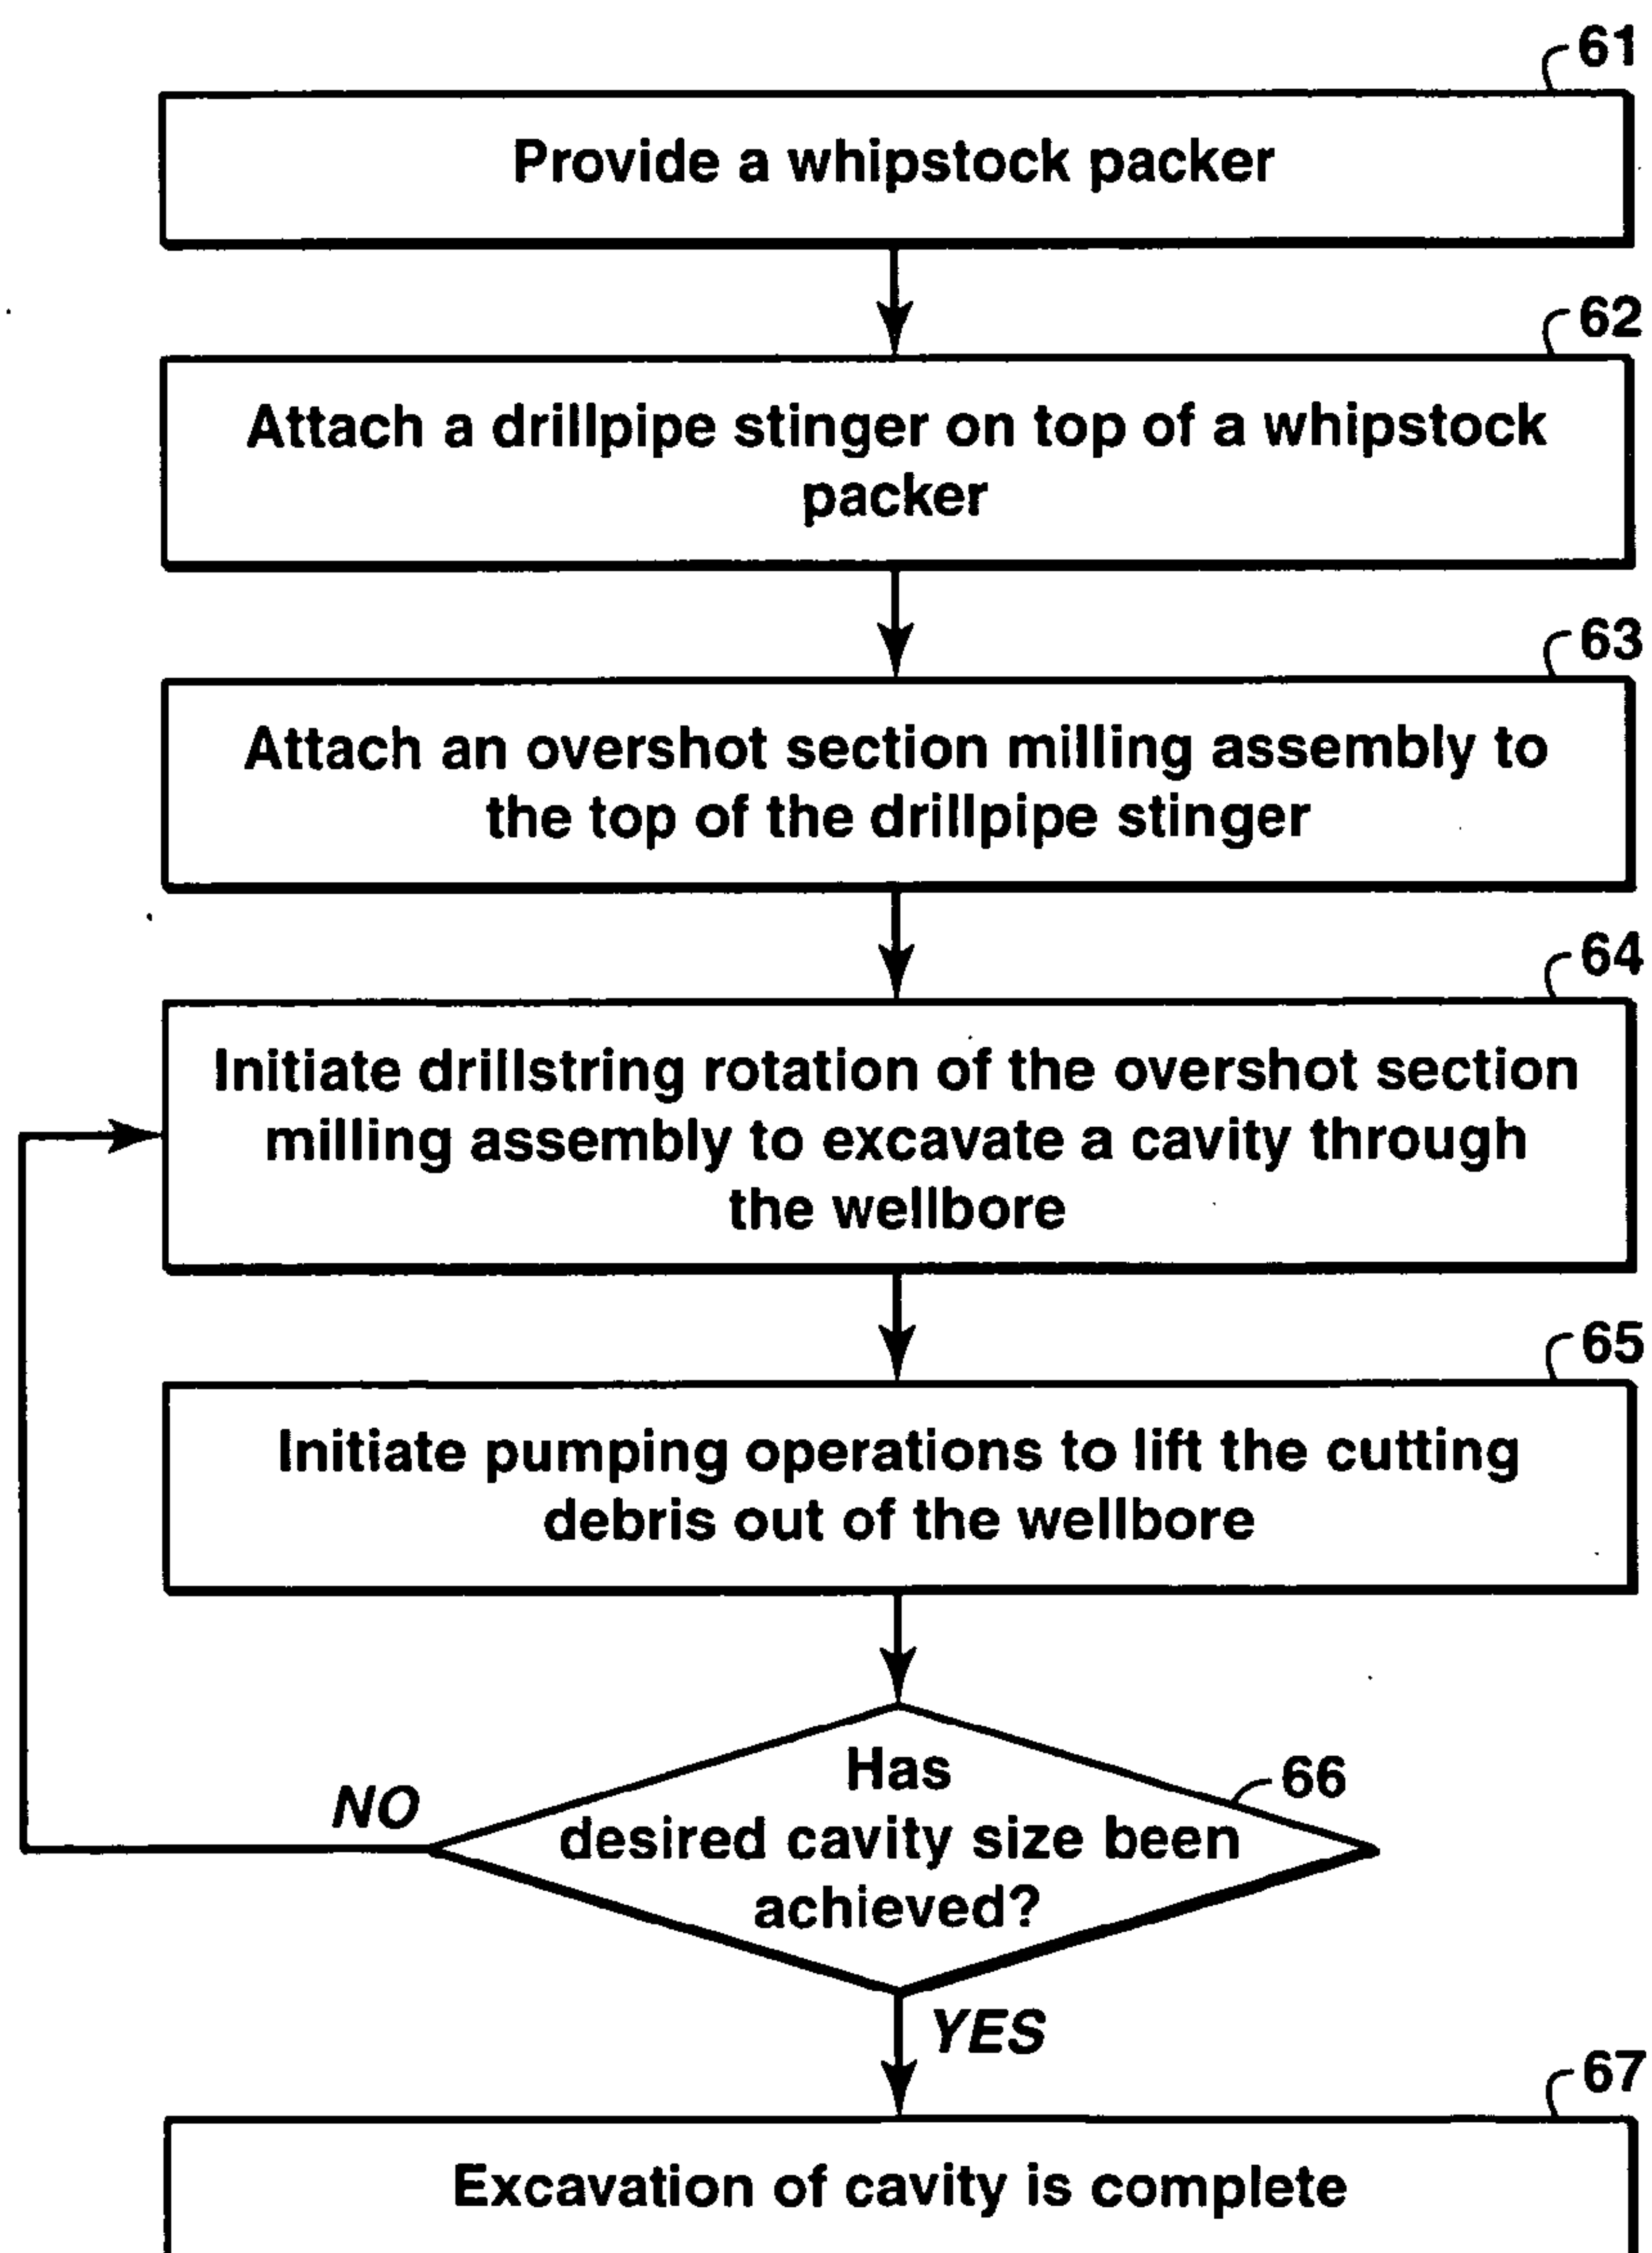 61
Provide a whipstock packer
62
Attach a drillpipe stinger on top of a whipstock
packer
63
Attach an overshot section milling assembly to
the top of the drillpipe stinger
64
Initiate drillstring rotation of the overshot section
milling assembly to excavate a cavity through
the wellbore
65
Initiate pumping operations to lift the cutting
debris out of the wellbore
66
Has
desired cavity size been
achieved?
NO
YES
67
Excavation of cavity is complete